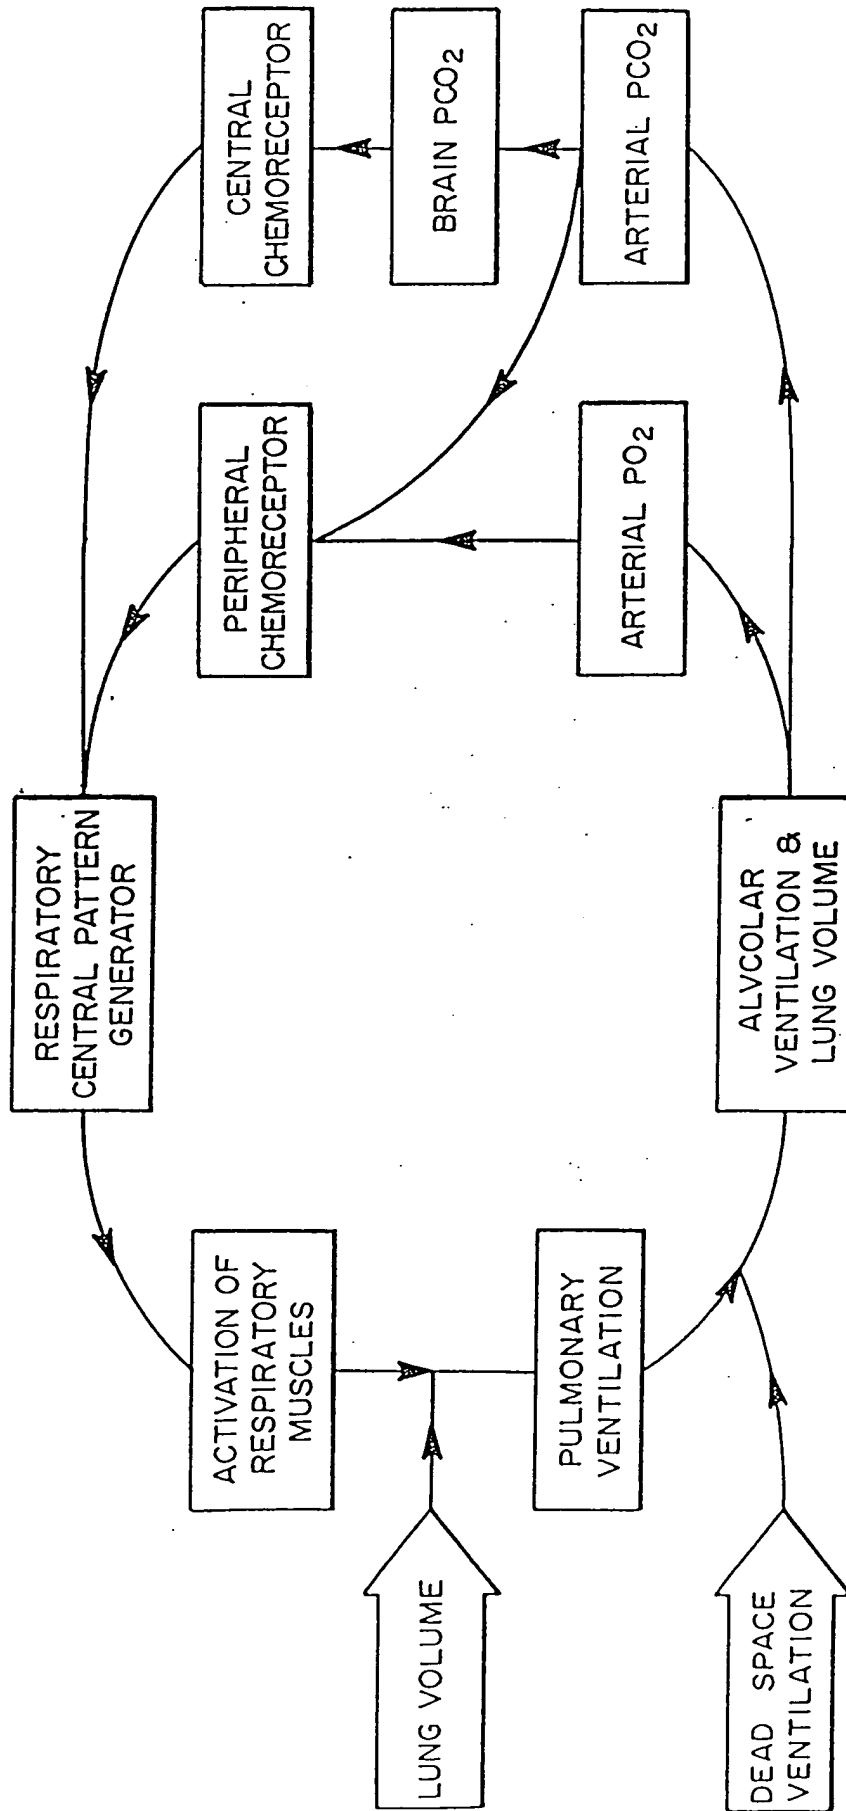 RESPIRATORY
CENTRAL PATTERN
GENERATOR
ACTIVATION OF
RESPIRATORY
MUSCLES
PERIPHERAL
CHEMORECEPTOR
CENTRAL
CHEMORECEPTOR
LUNG VOLUME
BRAIN PCO2
PULMONARY
VENTILATION
ARTERIAL PO2
ARTERIAL PCO2
DEAD SPACE
VENTILATION
ALVCOLAR
VENTILATION &
LUNG VOLUME